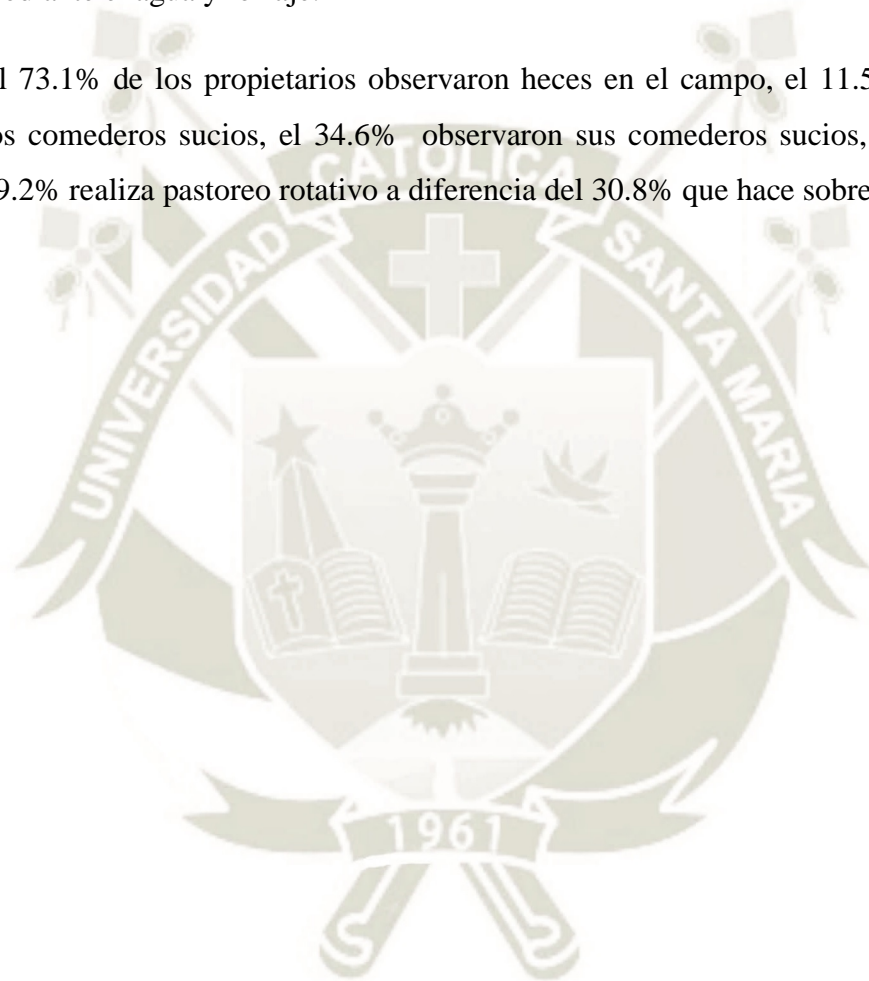 l 73.1% de los propietarios observaron heces en el campo, el 11.5
os comederos sucios, el 34.6% observaron sus comederos sucios,
9.2% realiza pastoreo rotativo a diferencia del 30.8% que hace sobre
CATOLICA
UNIVERSIDAD
SANTA MARIA
1961